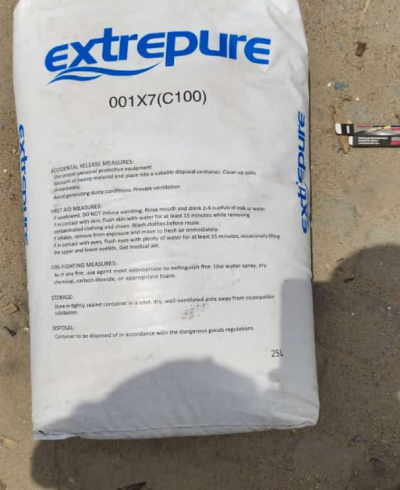 extrepure
001X7(C100)
ACCIDENTAL RELEASE MEASURES:
Use proper personal protective equipment
Vacuum or sweep material and place into a suitable disposal container. Clean up spills
immediately.
Avoid generating dusty conditions. Provide ventilation
FIRST AID MEASURES:
If swallowed, DO NOT induce vomiting. Rinse mouth and drink 2-4 cupfuls of milk or water.
If in contact with skin, flush skin with water for at least 15 minutes while removing
contaminated clothing and shoes. Wash clothes before reuse.
If inhales, remove from exposure and move to fresh air immediately.
If in contact with eyes, flush eyes with plenty of water for at least 15 minutes, occasionally lifting
the upper and lower eyelids. Get medical aid.
FIRE-FIGHTING MEASURES:
As in any fire, use agent most appropriate to extinguish fire. Use water spray, dry
chemical, carbon dioxide, or appropriate foam.
STORAGE:
Store in tightly sealed container in a cool, dry, well-ventilated area away from incompatible
substances.
DISPOSAL:
Container to be disposed of in accordance with the dangerous goods regulations.
25L
extrepure
extrepure